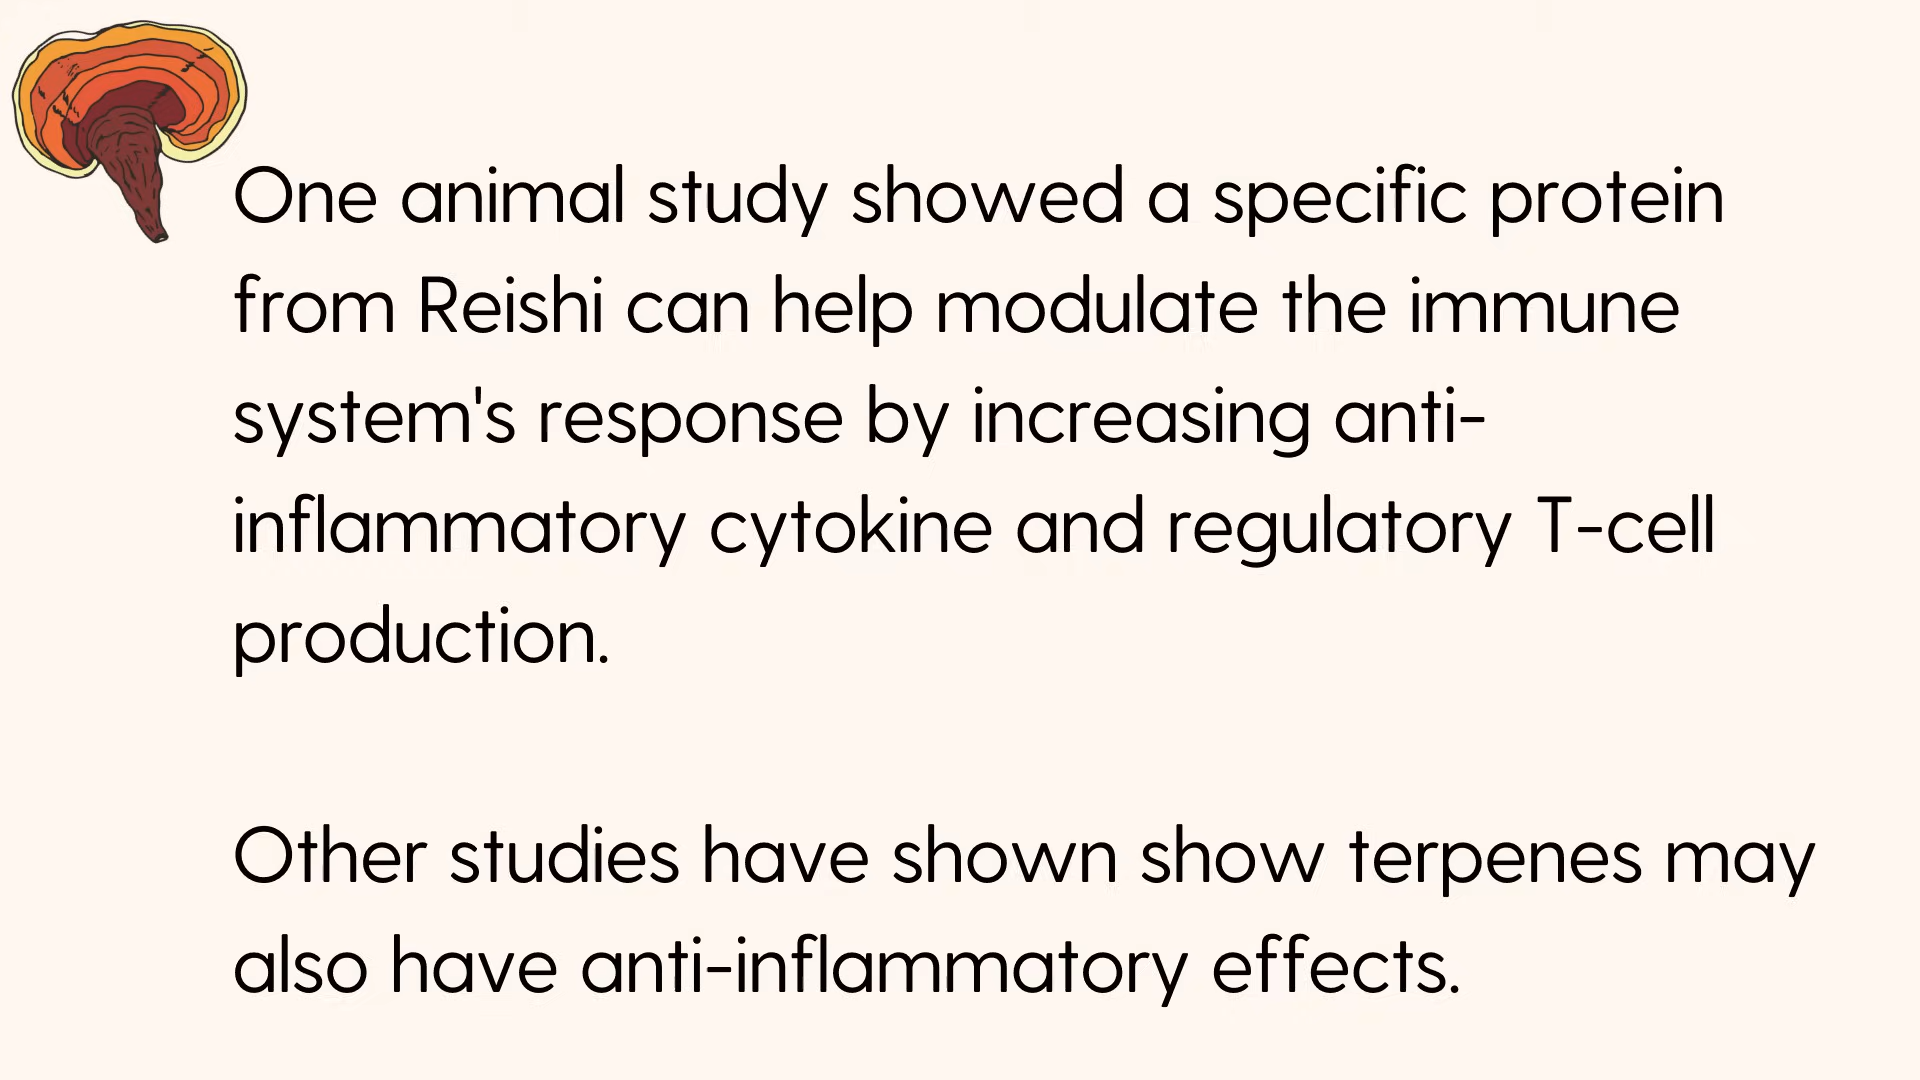 One animal study showed a specific protein
from Reishi can help modulate the immune
system's response by increasing anti-
inflammatory cytokine and regulatory T-cell
production.
Other studies have shown show terpenes may
also have anti-inflammatory effects.